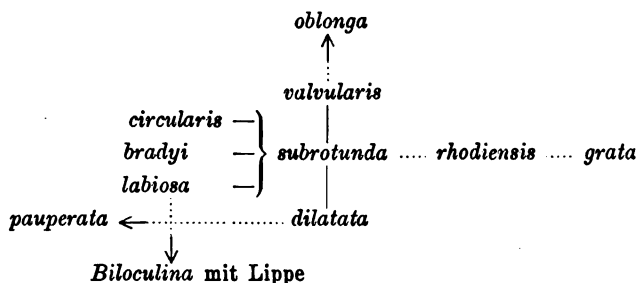 oblonga
valvularis
circularis
bradyi subrotunda rhodiensis grata
labiosa
pauperata dilatata
Biloculina mit Lippe